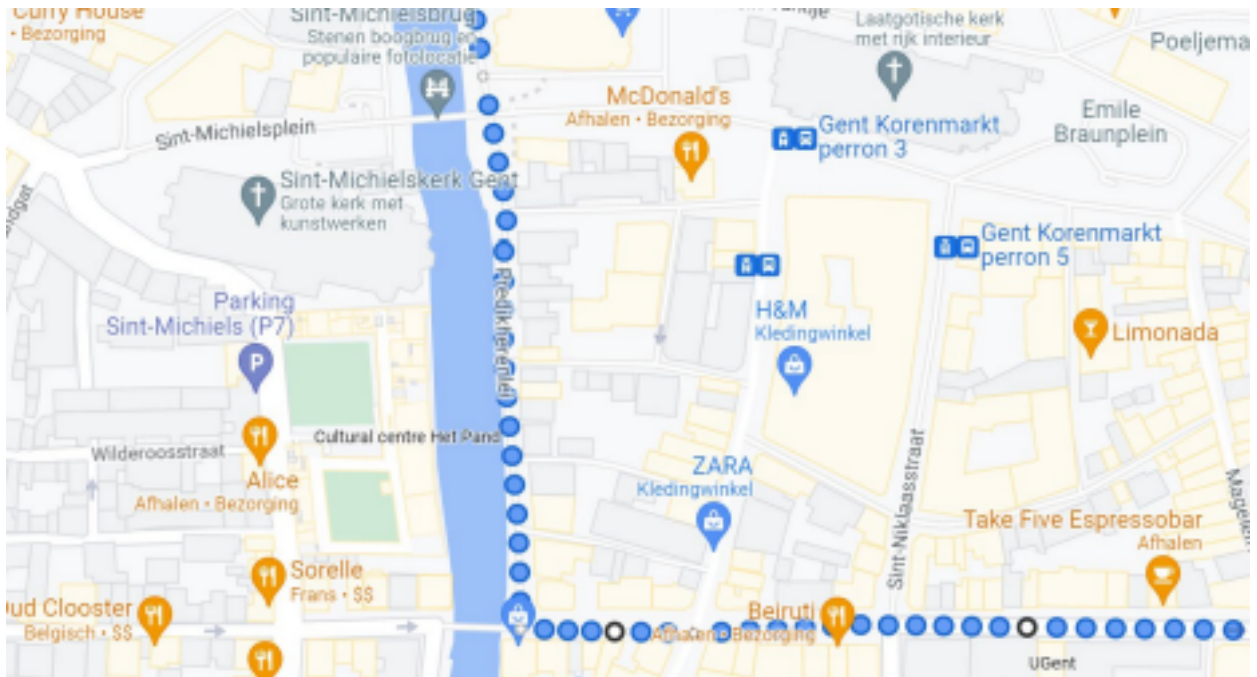 Curry House
• Bezorging
Sint-Michielsbrug
Stenen boogbrug en
populaire fotolocatie
Laatgotische kerk
met rijk interieur
Poeljema
McDonald's
Afhalen • Bezorging
Emile
Braunplein
Gent Korenmarkt
perron 3
Sint-Michielsplein
Sint-Michielskerk Gent
Grote kerk met
kunstwerken
Gent Korenmarkt
perron 5
Parking
Sint-Michiels (P7)
P
Predikherenlei
H&M
Kledingwinkel
Limonada
Cultural centre Het Pand
Wilderoosstraat
Alice
Afhalen • Bezorging
ZARA
Kledingwinkel
Sint-Niklaasstraat
Magelein
Take Five Espressobar
Afhalen
Sorelle
Frans • $$
Oud Clooster
Belgisch • $$
Beiruti
Afhalen • Bezorging
UGent